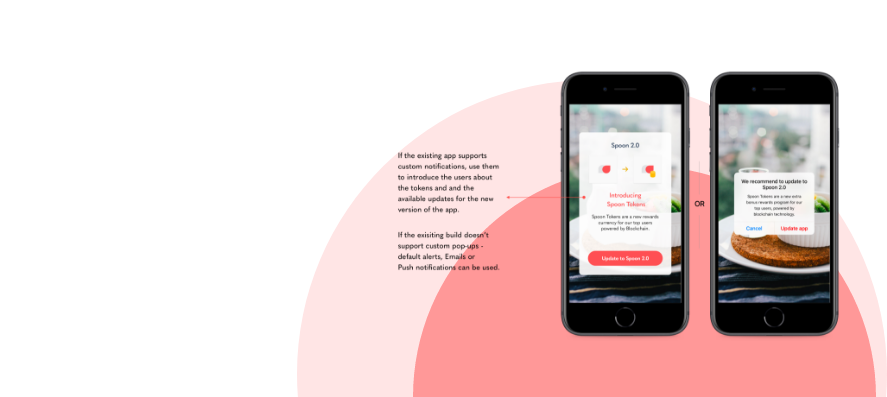 If the existing app supports
custom notifications, use them
to introduce the users about
the tokens and and the
available updates for the new
version of the app.
If the exisiting build doesn't
support custom pop-ups -
default alerts, Emails or
Push notifications can be used.
Spoon 2.0
Introducing
Spoon Tokens
Spoon Tokens are a new rewards
currency for our top users
powered by Blockchain.
Update to Spoon 2.0
OR
We recommend to update to
Spoon 2.0
Spoon Tokens are a new extra
bonus rewards program for our
top users, powered by
blockchain technology.
Cancel
Update app